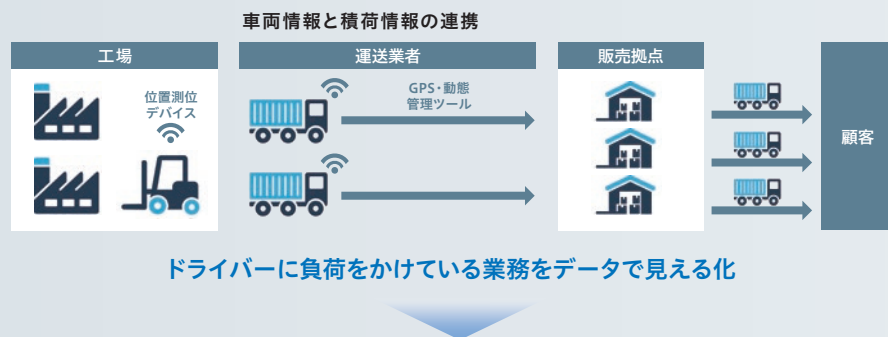 車両情報と積荷情報の連携
工場
運送業者
販売拠点
位置測位
デバイス
GPS・動態
管理ツール
顧客
ドライバーに負荷をかけている業務をデータで見える化